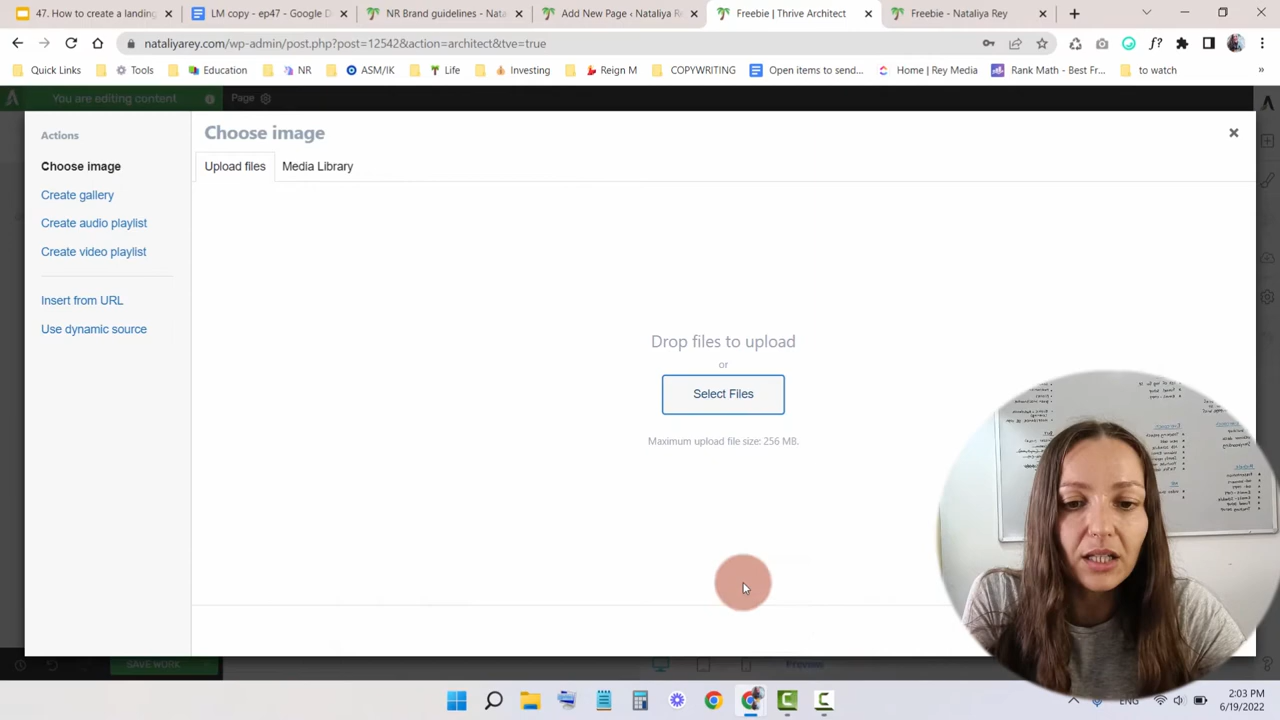 47. How to create a landing
LM copy - ep47 - Google D
NR Brand guidelines - Nata
Add New Page ‹ Nataliya R
Freebie | Thrive Architect
Freebie - Nataliya Rey
nataliyarey.com/wp-admin/post.php?post=12542&action=architect&tve=true
Quick Links
Tools
Education
NR
ASM/IK
Life
Investing
Reign M
COPYWRITING
Open items to send...
Home | Rey Media
Rank Math - Best Fr...
to watch
You are editing content
Page
Actions
Choose image
Create gallery
Create audio playlist
Create video playlist
Insert from URL
Use dynamic source
Choose image
Upload files
Media Library
Drop files to upload
or
Select Files
Maximum upload file size: 256 MB.
SAVE WORK
Preview
ENG
2:03 PM
6/19/2022